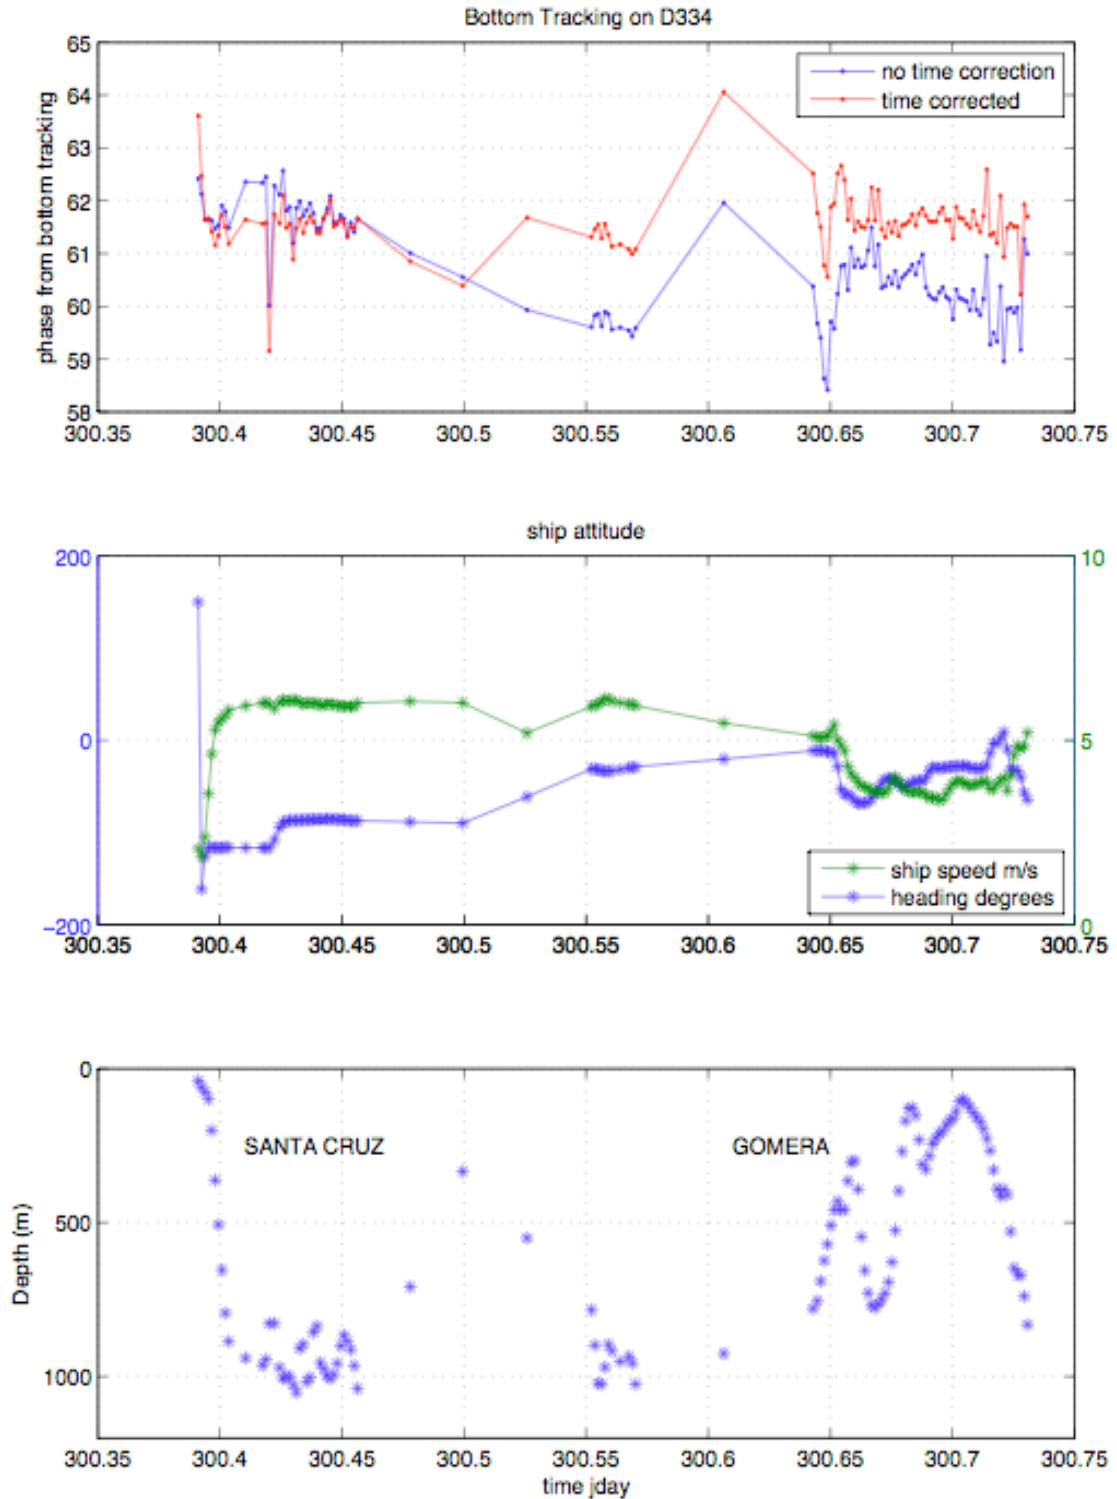 Bottom Tracking on D334
65
64
63
62
61
60
59
58
phase from bottom tracking
no time correction
time corrected
300.35 300.4 300.45 300.5 300.55 300.6 300.65 300.7 300.75
ship attitude
200
0
−200
10
5
0
ship speed m/s
heading degrees
300.35 300.4 300.45 300.5 300.55 300.6 300.65 300.7 300.75
0
500
1000
Depth (m)
SANTA CRUZ GOMERA
300.35 300.4 300.45 300.5 300.55 300.6 300.65 300.7 300.75
time jday